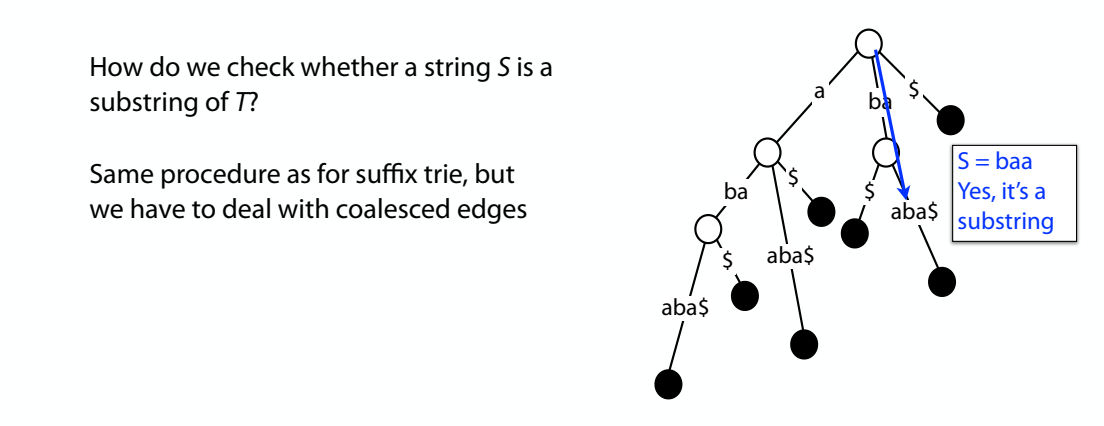 How do we check whether a string S is a
substring of T?
Same procedure as for suffix trie, but
we have to deal with coalesced edges
a
ba
$
ba
$
$
aba$
$
aba$
aba$
S = baa
Yes, it's a
substring